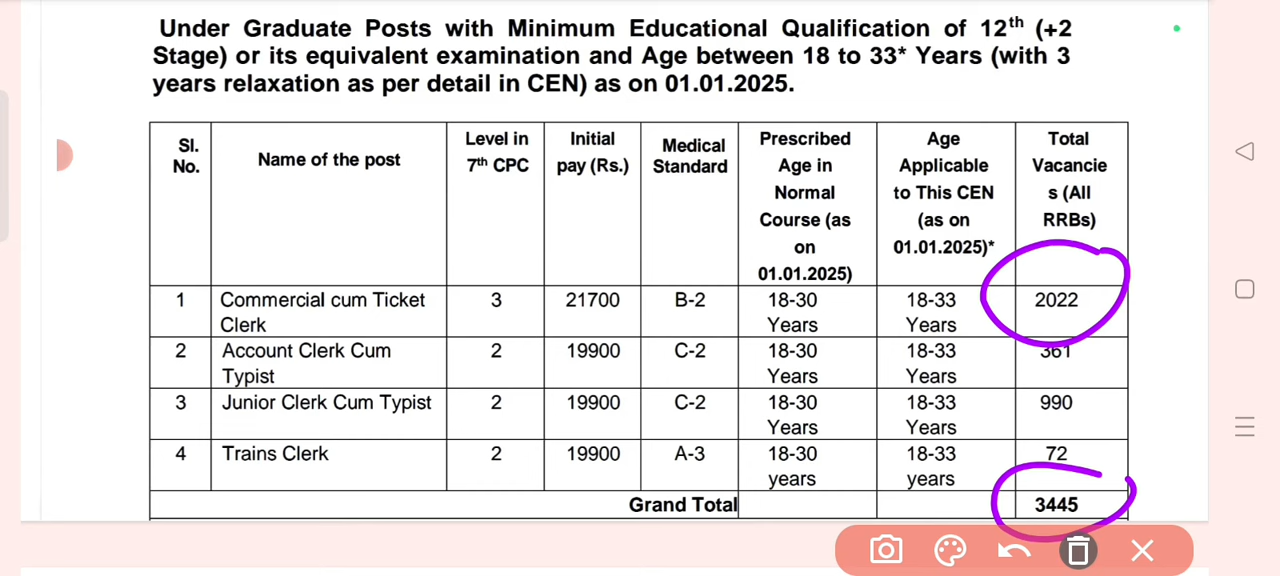 Under Graduate Posts with Minimum Educational Qualification of 12th (+2
Stage) or its equivalent examination and Age between 18 to 33* Years (with 3
years relaxation as per detail in CEN) as on 01.01.2025.
Sl. No. | Name of the post | Level in 7th CPC | Initial pay (Rs.) | Medical Standard | Prescribed Age in Normal Course (as on 01.01.2025) | Age Applicable to This CEN (as on 01.01.2025)* | Total Vacancie s (All RRBs)
1 | Commercial cum Ticket Clerk | 3 | 21700 | B-2 | 18-30 Years | 18-33 Years | 2022
2 | Account Clerk Cum Typist | 2 | 19900 | C-2 | 18-30 Years | 18-33 Years | 361
3 | Junior Clerk Cum Typist | 2 | 19900 | C-2 | 18-30 Years | 18-33 Years | 990
4 | Trains Clerk | 2 | 19900 | A-3 | 18-30 years | 18-33 years | 72
Grand Total | 3445